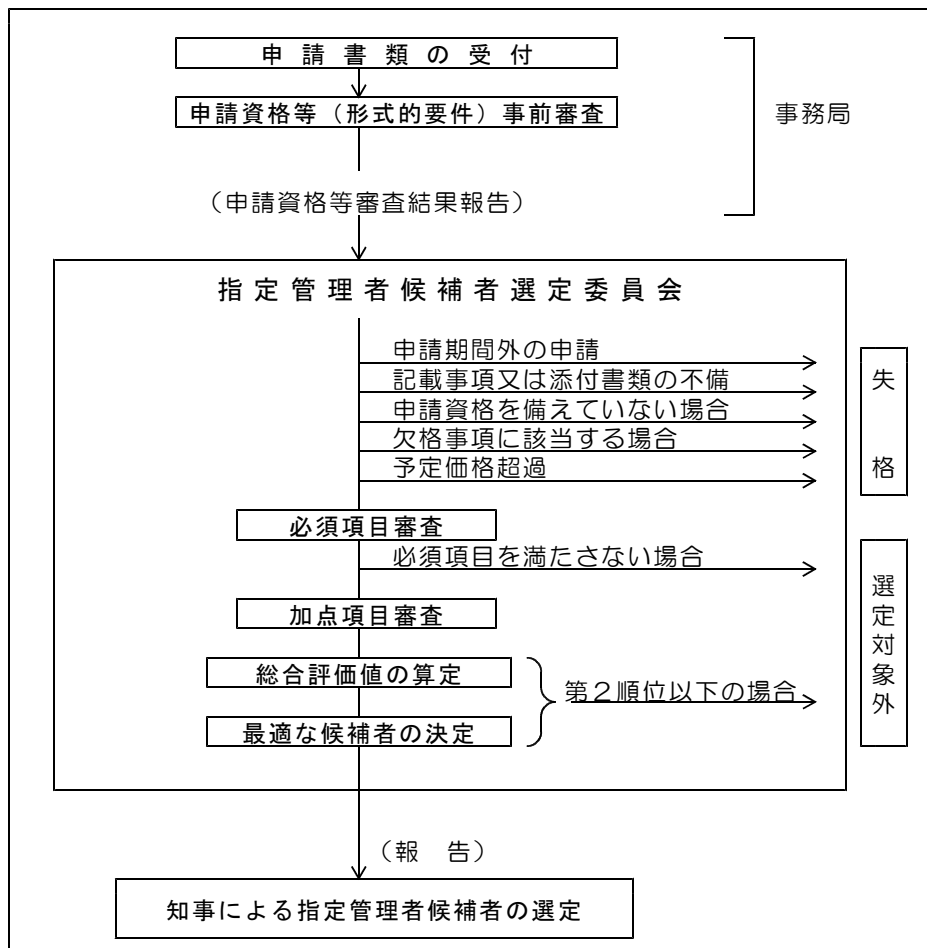 申請書類の受付
申請資格等（形式的要件）事前審査
事務局
（申請資格等審査結果報告）
指定管理者候補者選定委員会
申請期間外の申請
記載事項又は添付書類の不備
申請資格を備えていない場合
欠格事項に該当する場合
予定価格超過
失格
必須項目審査
必須項目を満たさない場合
加点項目審査
総合評価値の算定
第２順位以下の場合
最適な候補者の決定
選定対象外
（報　告）
知事による指定管理者候補者の選定